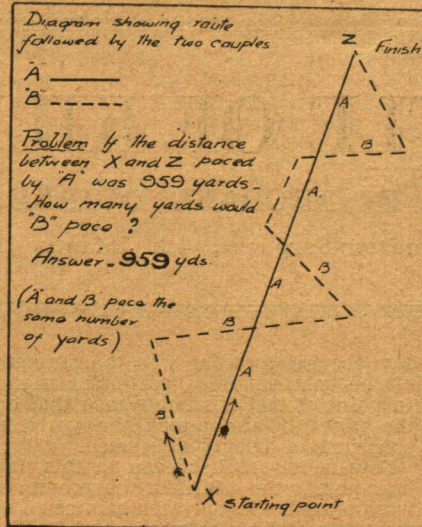 Diagram showing route
followed by the two couples
"A"
"B"
Problem If the distance
between X and Z paced
by "A" was 959 yards-
How many yards would
"B" pace?
Answer - 959 yds.
(A and B pace the
same number
of yards)
Z Finish
A
B
B
A
B
A
B
A
B
X starting point